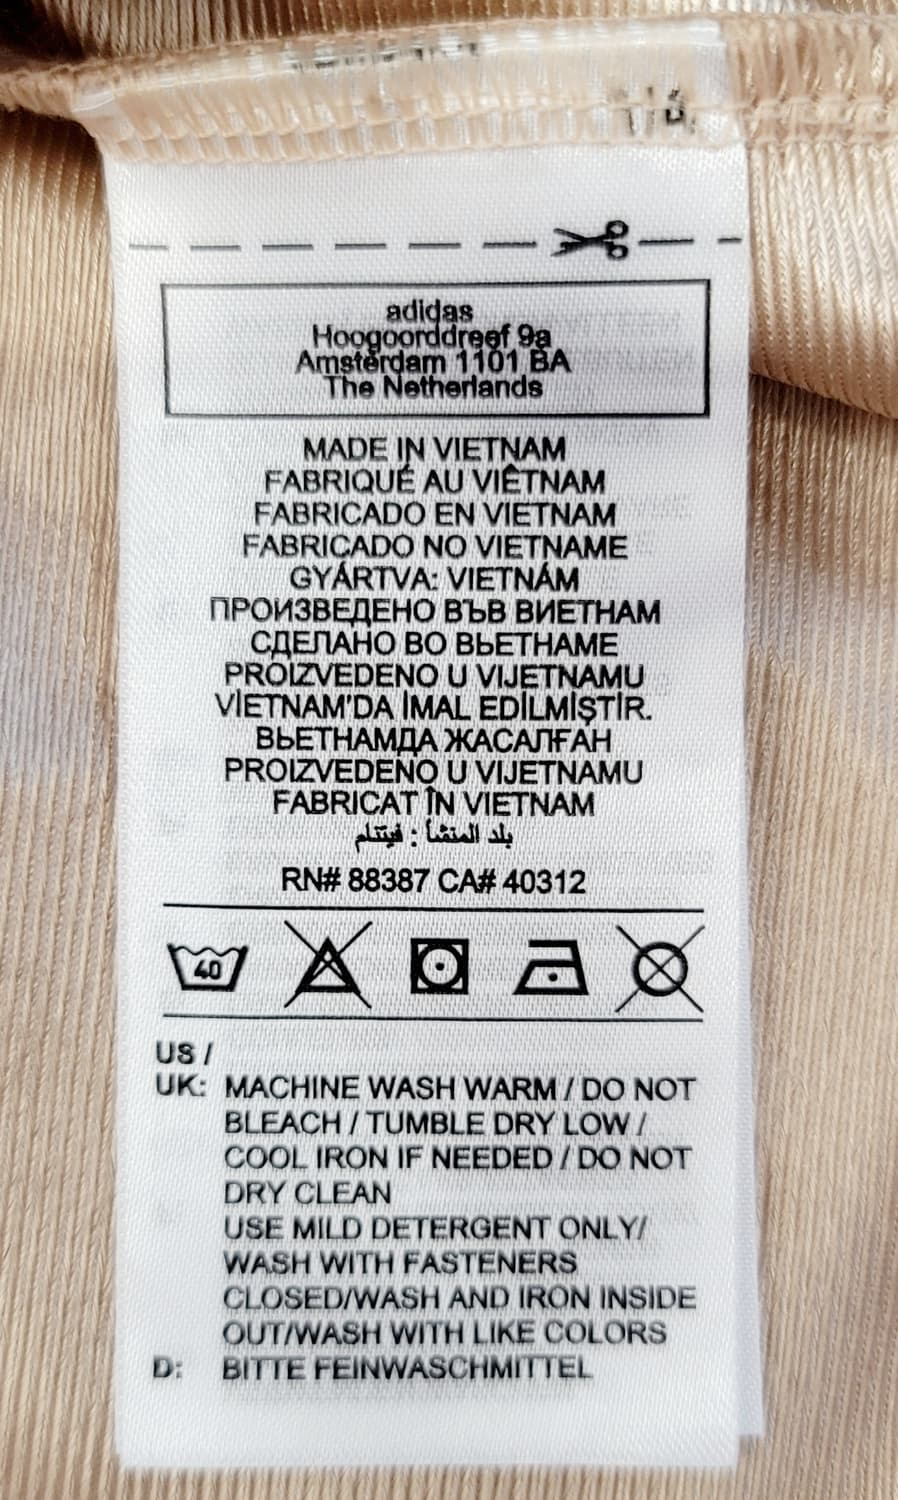 adidas
Hoogoorddreef 9a
Amsterdam 1101 BA
The Netherlands
MADE IN VIETNAM
FABRIQUÉ AU VIÊTNAM
FABRICADO EN VIETNAM
FABRICADO NO VIETNAME
GYÁRTVA: VIETNÁM
ПРОИЗВЕДЕНО ВЪВ ВИЕТНАМ
СДЕЛАНО ВО ВЬЕТНАМЕ
PROIZVEDENO U VIJETNAMU
VİETNAM'DA İMAL EDİLMİŞTİR.
ВЬЕТНАМДА ЖАСАЛҒАН
PROIZVEDENO U VIJETNAMU
FABRICAT ÎN VIETNAM
بلد المنشأ : فيتنام
RN# 88387 CA# 40312
40
US /
UK: MACHINE WASH WARM / DO NOT
BLEACH / TUMBLE DRY LOW /
COOL IRON IF NEEDED / DO NOT
DRY CLEAN
USE MILD DETERGENT ONLY/
WASH WITH FASTENERS
CLOSED/WASH AND IRON INSIDE
OUT/WASH WITH LIKE COLORS
D: BITTE FEINWASCHMITTEL